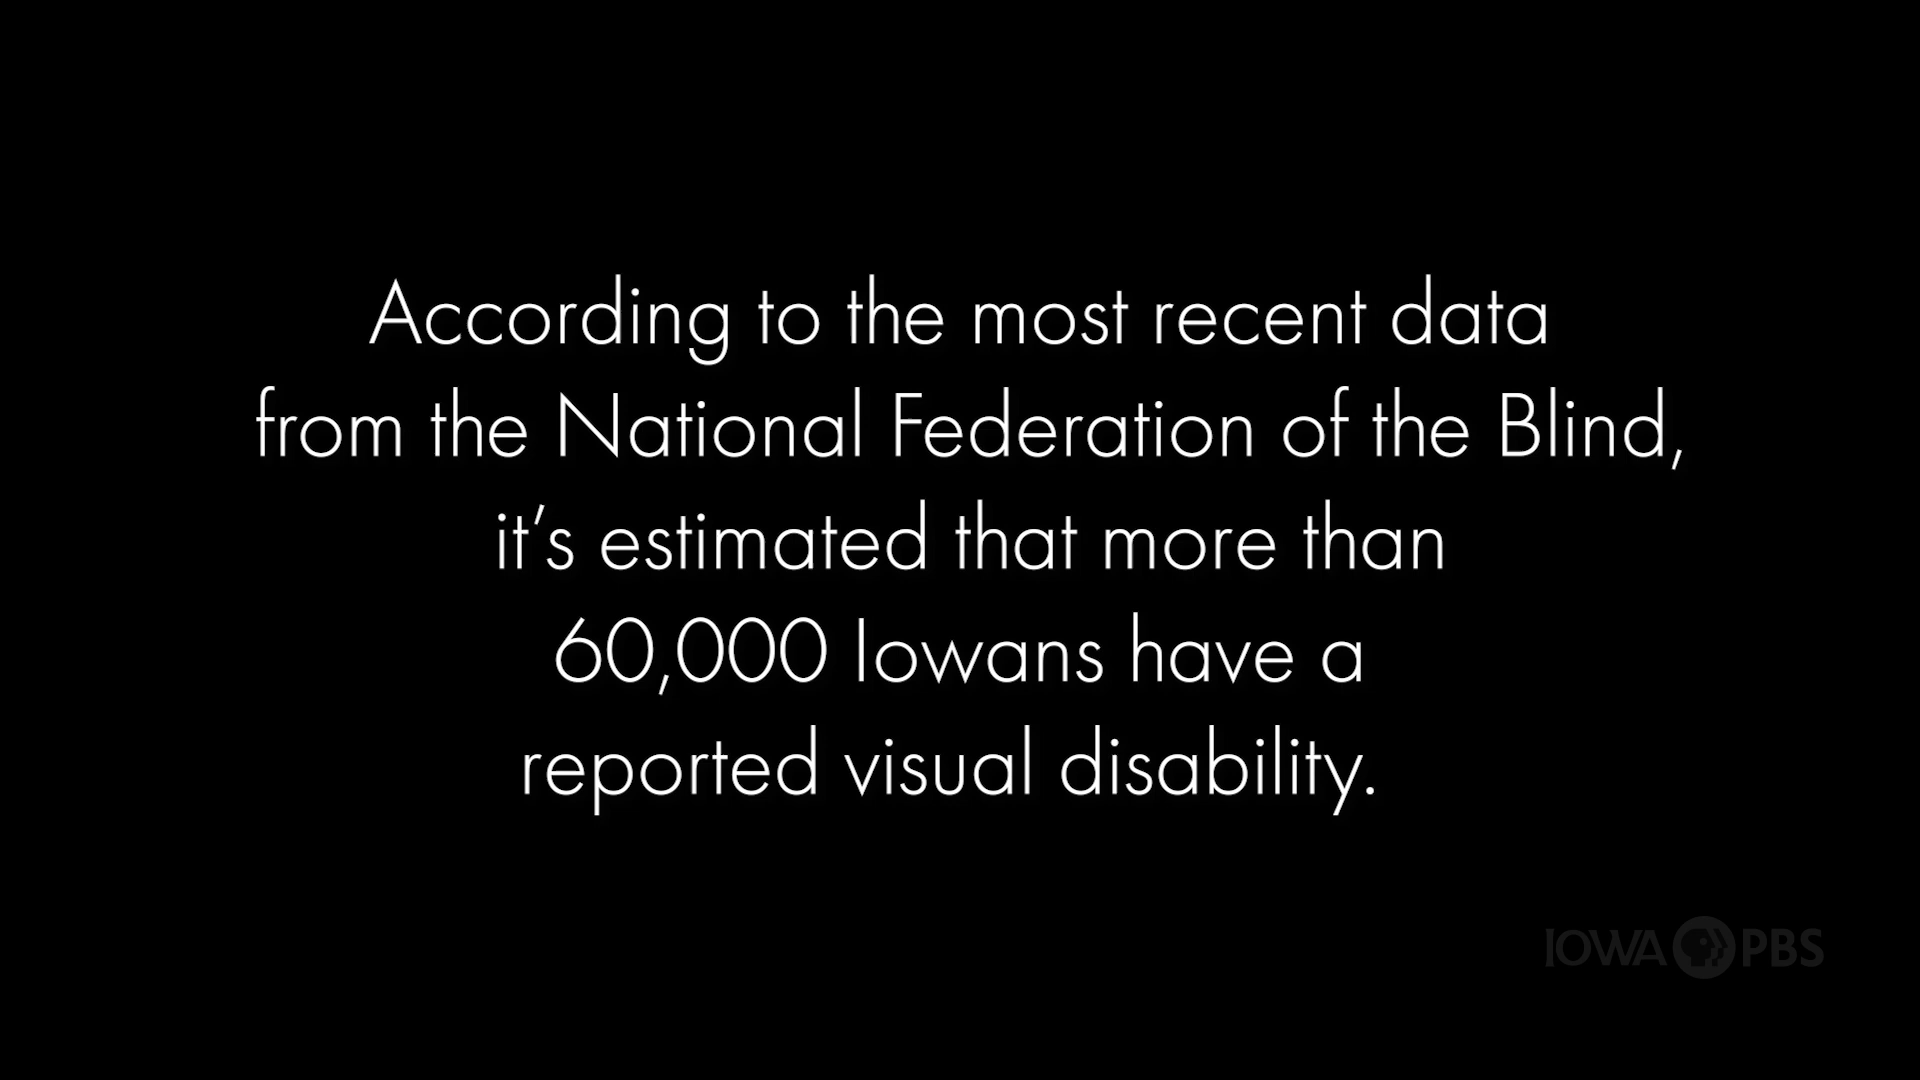 According to the most recent data
from the National Federation of the Blind,
it’s estimated that more than
60,000 Iowans have a
reported visual disability.
IOWA PBS